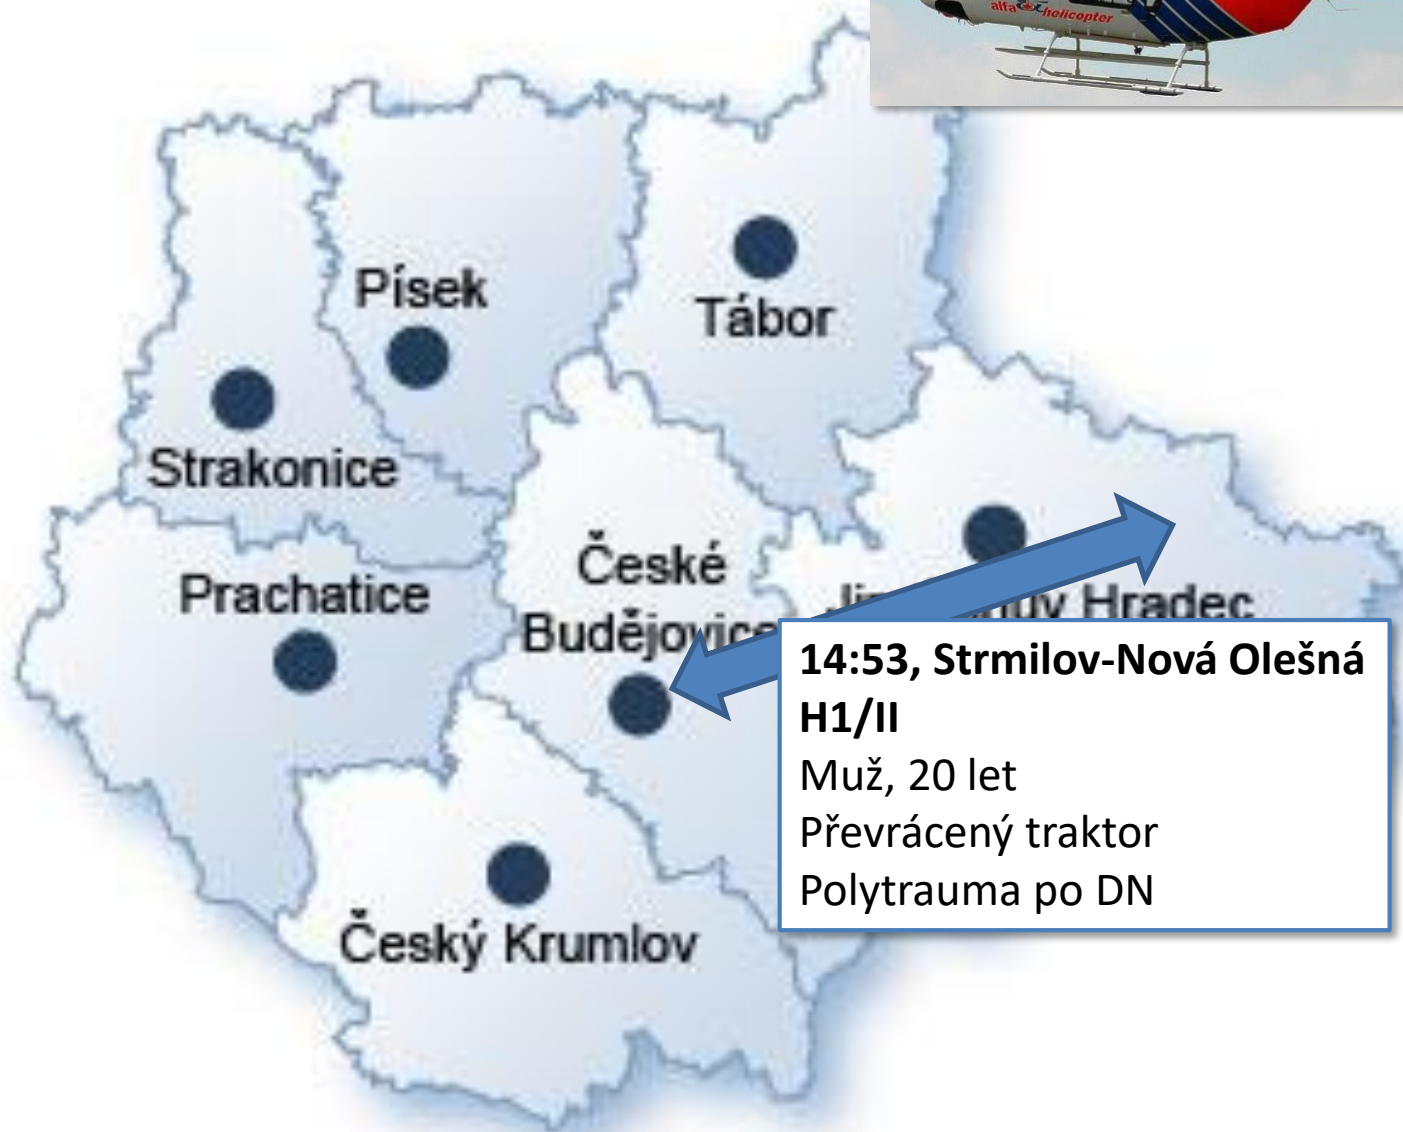 alfa helicopter
Písek
Tábor
Strakonice
České
Budějovice
Prachatice
Hradec
14:53, Strmilov-Nová Olešná
H1/II
Muž, 20 let
Převrácený traktor
Polytrauma po DN
Český Krumlov